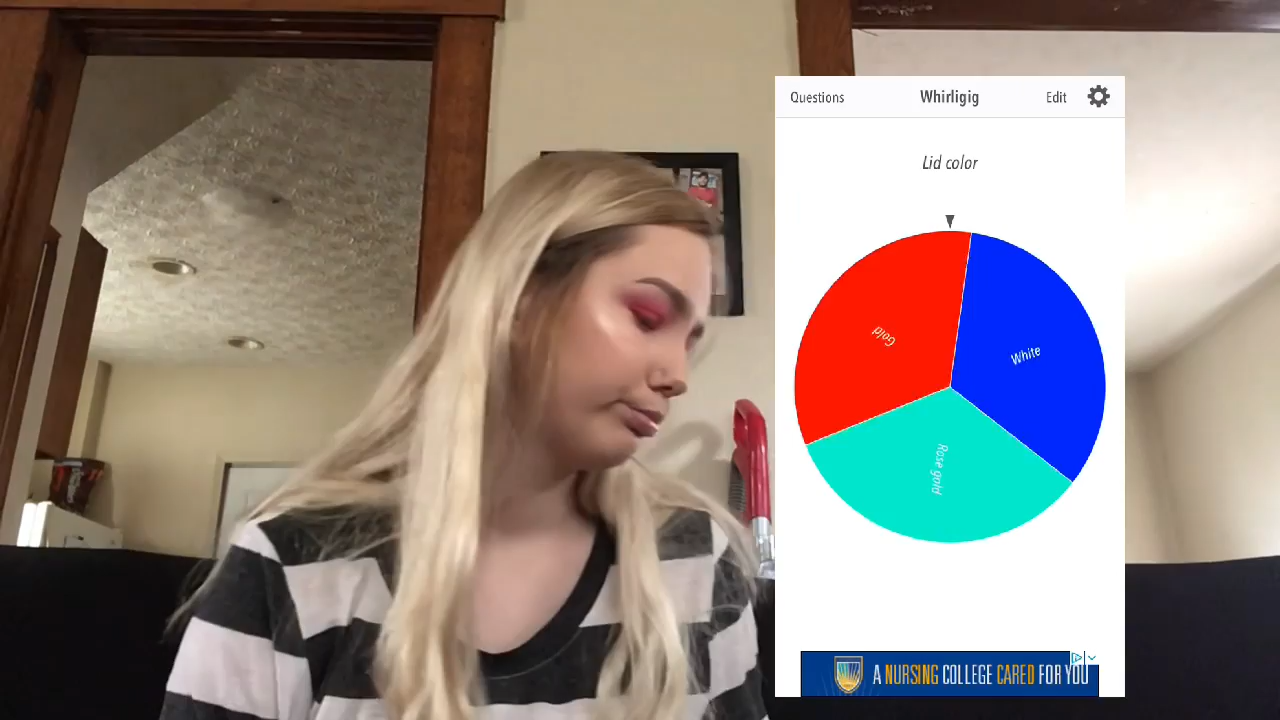 Questions
Whirligig
Edit
Lid color
Gold
White
Rose gold
A NURSING COLLEGE CARED FOR YOU